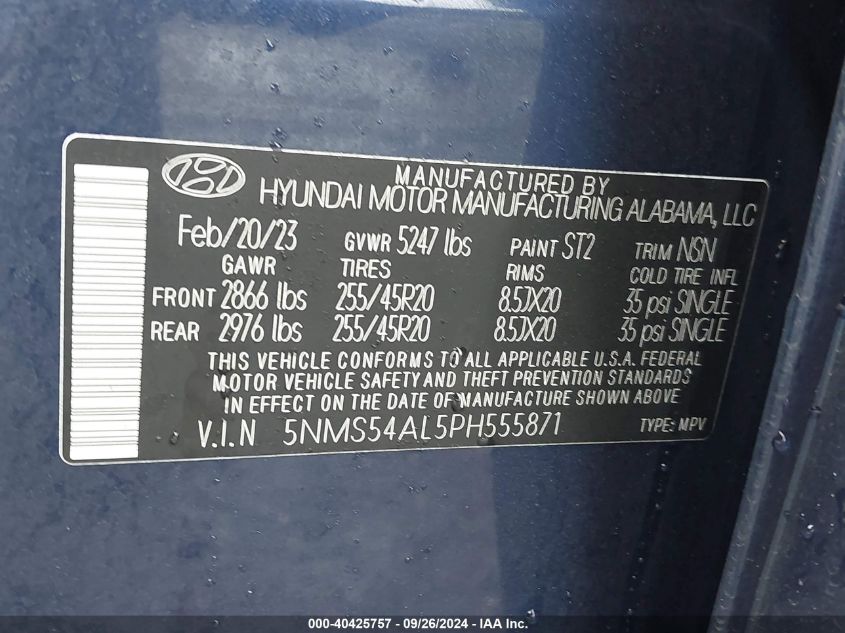 MANUFACTURED BY
HYUNDAI MOTOR MANUFACTURING ALABAMA, LLC
Feb/20/23 GVWR 5247 lbs PAINT ST2 TRIM NSN
GAWR TIRES RIMS COLD TIRE INFL
FRONT 2866 lbs 255/45R20 8.5JX20 35 psi SINGLE
REAR 2976 lbs 255/45R20 8.5JX20 35 psi SINGLE
THIS VEHICLE CONFORMS TO ALL APPLICABLE U.S.A. FEDERAL
MOTOR VEHICLE SAFETY AND THEFT PREVENTION STANDARDS
IN EFFECT ON THE DATE OF MANUFACTURE SHOWN ABOVE
V.I.N 5NMS54AL5PH555871 TYPE: MPV
000-40425757 - 09/26/2024 - IAA Inc.